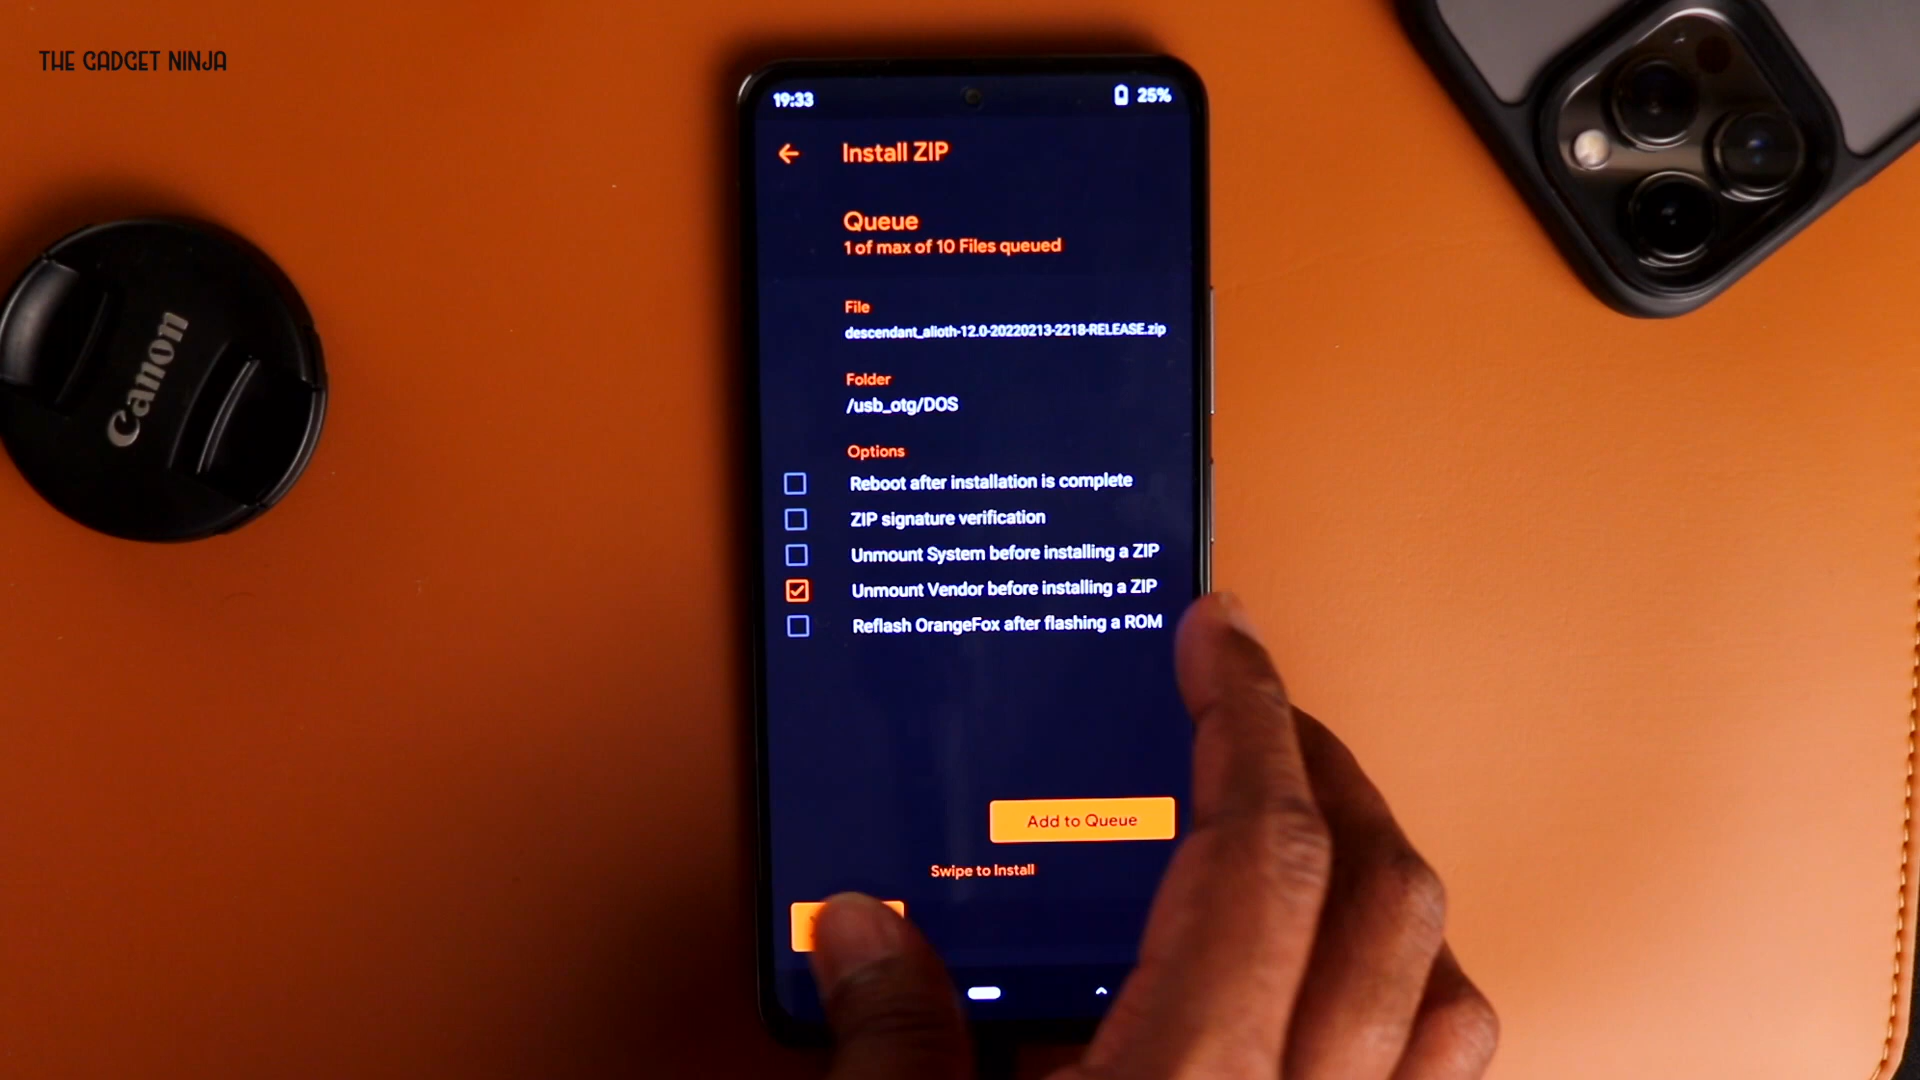 THE GADGET NINJA
19:33
25%
Install ZIP
Queue
1 of max of 10 Files queued
File
descendant_alioth-12.0-20220213-2218-RELEASE.zip
Folder
/usb_otg/DOS
Options
Reboot after installation is complete
ZIP signature verification
Unmount System before installing a ZIP
Unmount Vendor before installing a ZIP
Reflash OrangeFox after flashing a ROM
Add to Queue
Swipe to Install
Canon